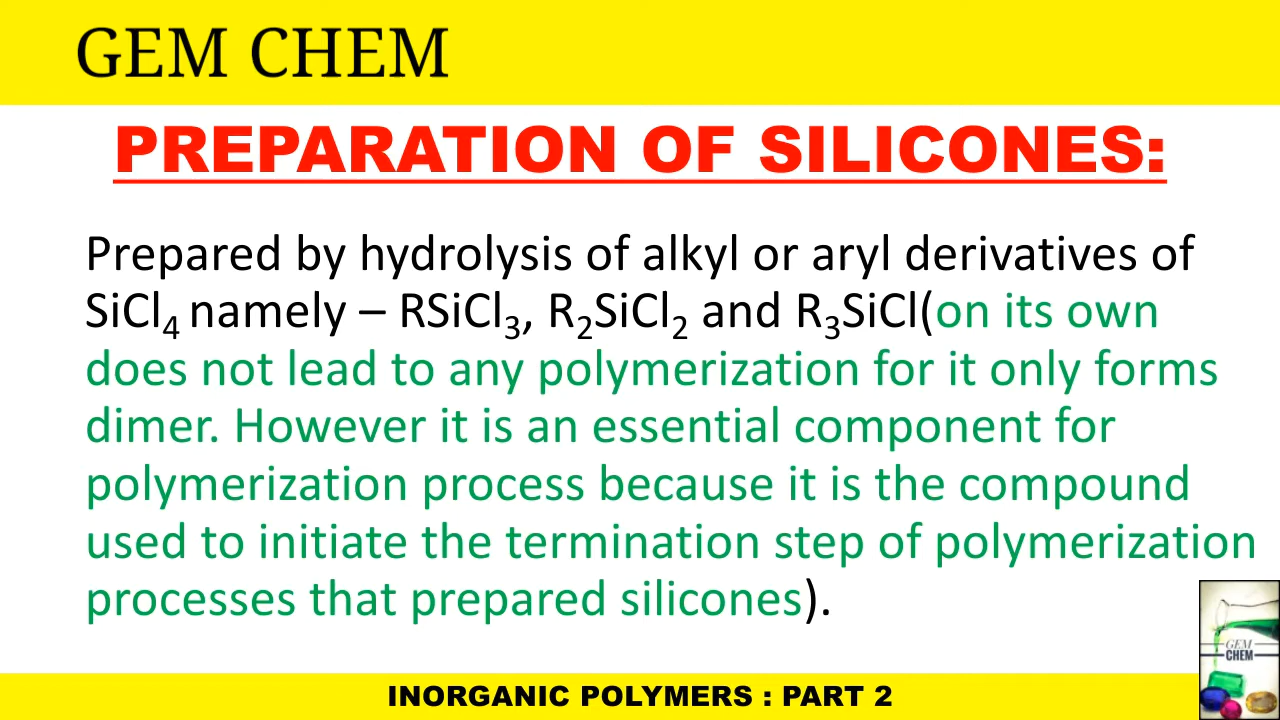 GEM CHEM
PREPARATION OF SILICONES:
Prepared by hydrolysis of alkyl or aryl derivatives of
SiCl₄ namely – RSiCl₃, R₂SiCl₂ and R₃SiCl(on its own
does not lead to any polymerization for it only forms
dimer. However it is an essential component for
polymerization process because it is the compound
used to initiate the termination step of polymerization
processes that prepared silicones).
GEM
CHEM
INORGANIC POLYMERS : PART 2